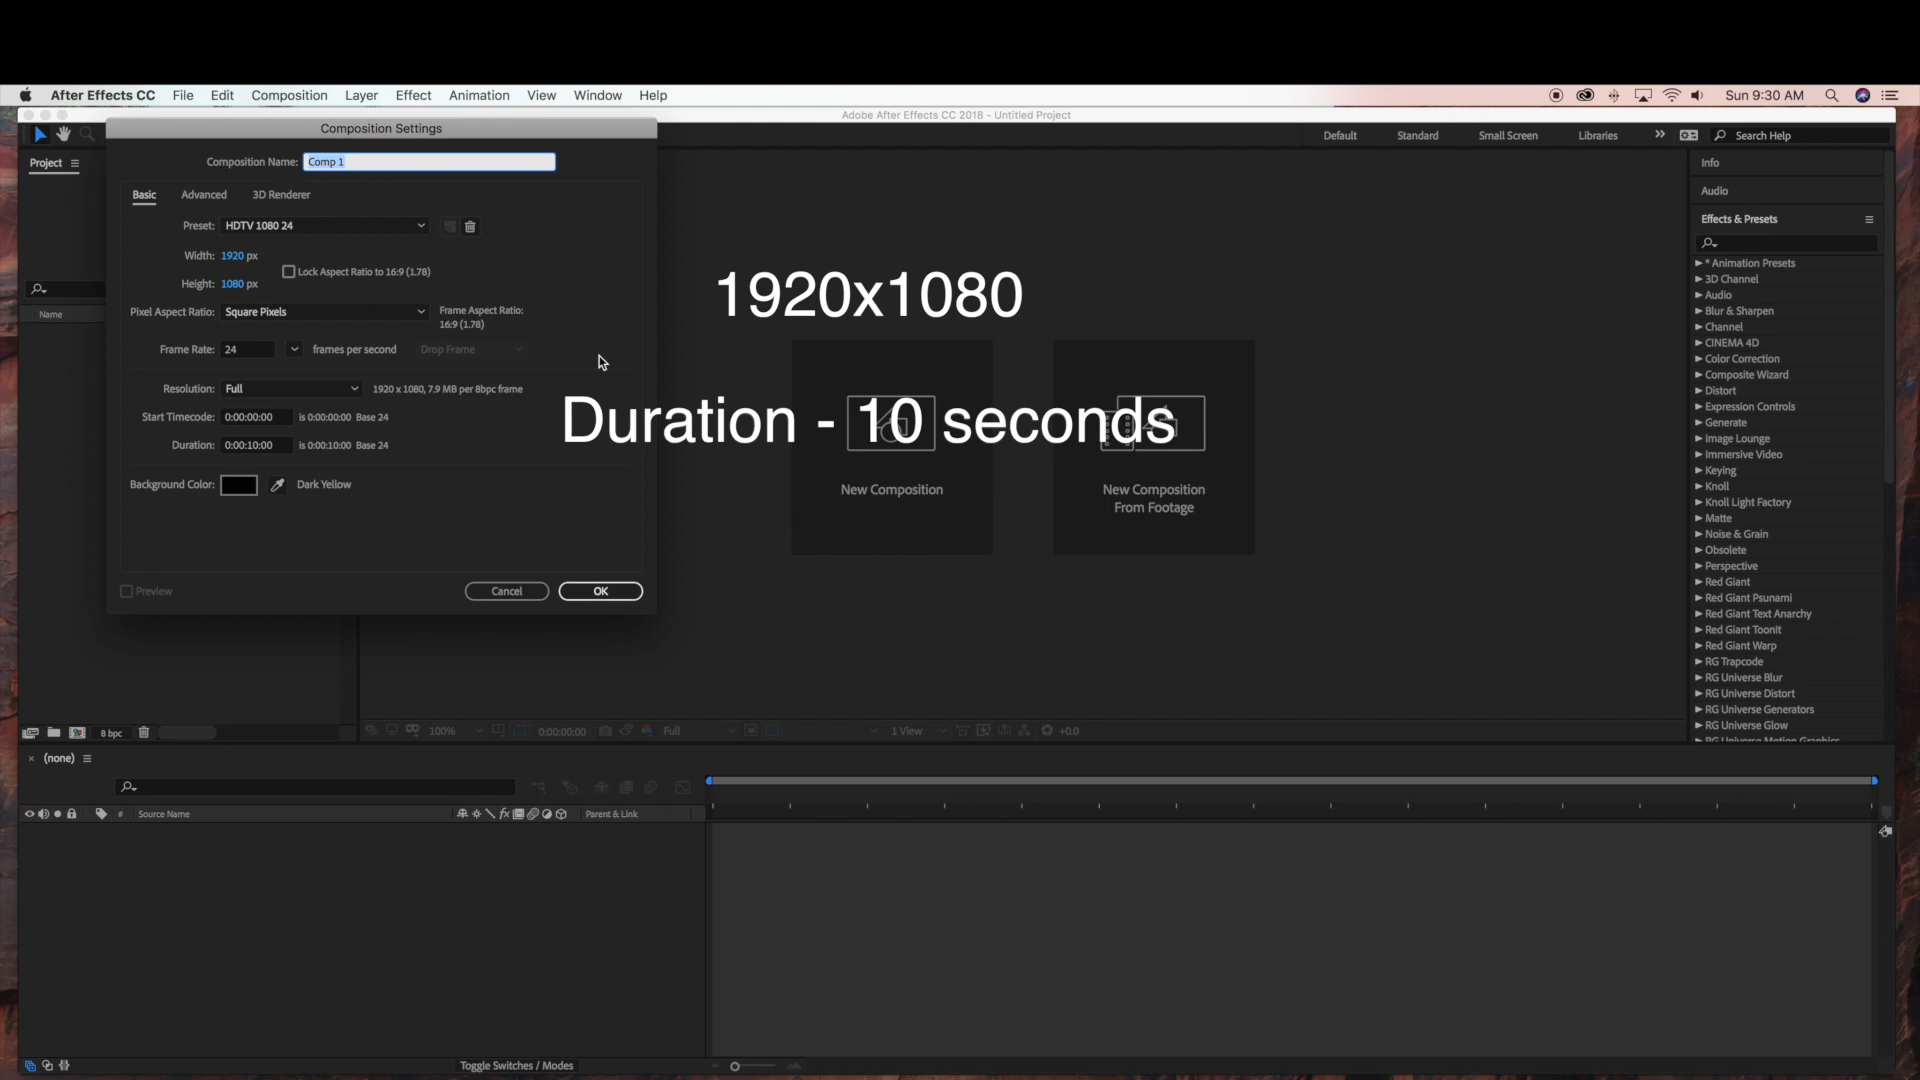 After Effects CC File Edit Composition Layer Effect Animation View Window Help Sun 9:30 AM
Adobe After Effects CC 2018 - Untitled Project
Default Standard Small Screen Libraries Search Help
Composition Settings
Composition Name: Comp 1
Basic Advanced 3D Renderer
Preset: HDTV 1080 24
Width: 1920 px
Lock Aspect Ratio to 16:9 (1.78)
Height: 1080 px
Pixel Aspect Ratio: Square Pixels
Frame Aspect Ratio:
16:9 (1.78)
Frame Rate: 24 frames per second Drop Frame
Resolution: Full 1920 x 1080, 7.9 MB per 8bpc frame
Start Timecode: 0:00:00:00 is 0:00:00:00 Base 24
Duration: 0:00:10:00 is 0:00:10:00 Base 24
Background Color: Dark Yellow
Preview Cancel OK
Project
Name
1920x1080
Duration - 10 seconds
New Composition
New Composition
From Footage
Info
Audio
Effects & Presets
* Animation Presets
3D Channel
Audio
Blur & Sharpen
Channel
CINEMA 4D
Color Correction
Composite Wizard
Distort
Expression Controls
Generate
Image Lounge
Immersive Video
Keying
Knoll
Knoll Light Factory
Matte
Noise & Grain
Obsolete
Perspective
Red Giant
Red Giant Psunami
Red Giant Text Anarchy
Red Giant ToonIt
Red Giant Warp
RG Trapcode
RG Universe Blur
RG Universe Distort
RG Universe Generators
RG Universe Glow
RG Universe Motion Graphics
8 bpc
100% 0:00:00:00 Full 1 View +0.0
(none)
# Source Name fx Parent & Link
Toggle Switches / Modes